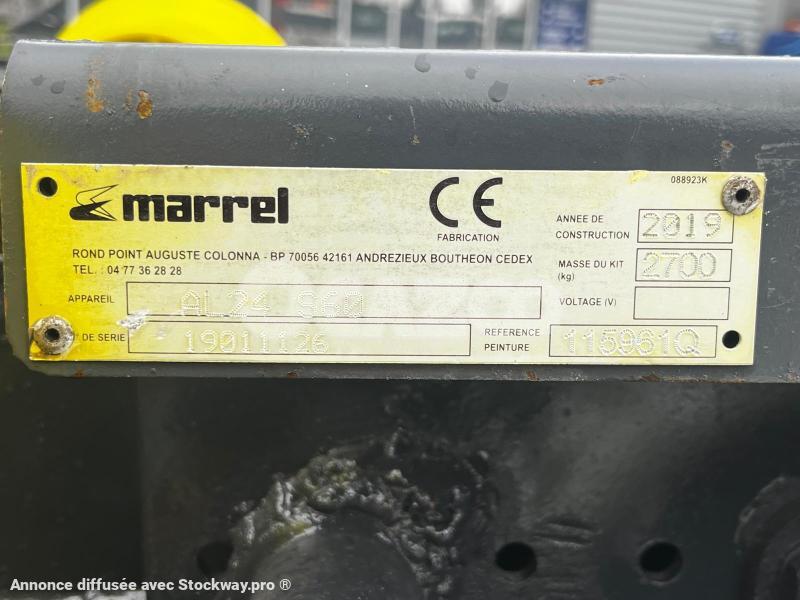 088923K
marrel
CE
FABRICATION
ANNEE DE CONSTRUCTION 2019
ROND POINT AUGUSTE COLONNA - BP 70056 42161 ANDREZIEUX BOUTHEON CEDEX
TEL. : 04 77 36 28 28
MASSE DU KIT (kg) 2700
APPAREIL AL24 S60
VOLTAGE (V)
° DE SERIE 19011126
REFERENCE PEINTURE 115961Q
Annonce diffusée avec Stockway.pro ®